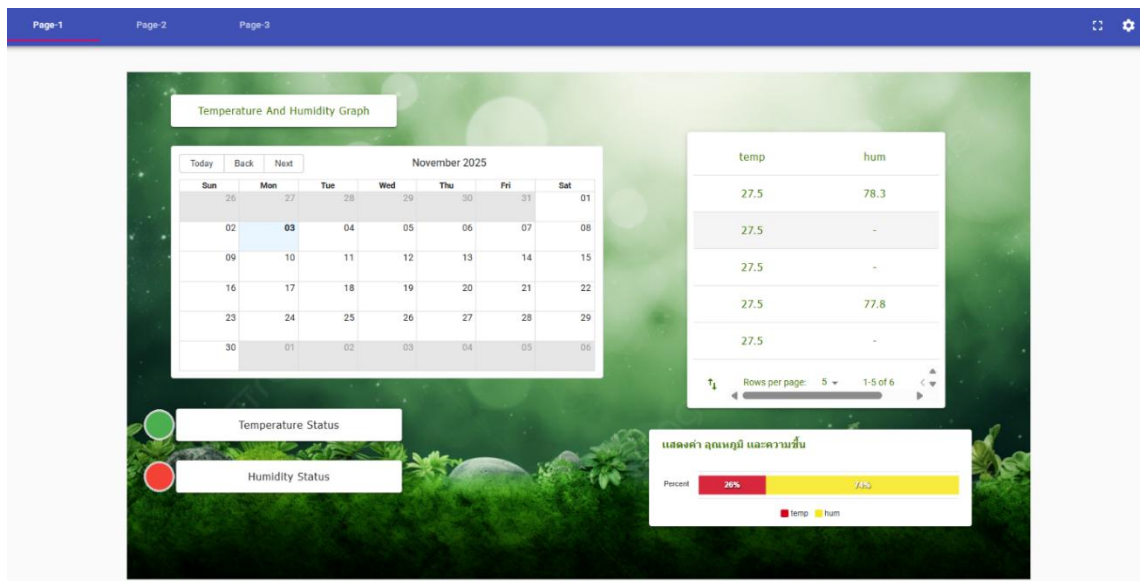 Page-1 Page-2 Page-3
Temperature And Humidity Graph
Today Back Next November 2025
Sun Mon Tue Wed Thu Fri Sat
26 27 28 29 30 31 01
02 03 04 05 06 07 08
09 10 11 12 13 14 15
16 17 18 19 20 21 22
23 24 25 26 27 28 29
30 01 02 03 04 05 06
temp hum
27.5 78.3
27.5 -
27.5 -
27.5 77.8
27.5 -
Rows per page: 5 1-5 of 6
Temperature Status
Humidity Status
แสดงค่า อุณหภูมิ และความชื้น
Percent 26% 74%
temp hum